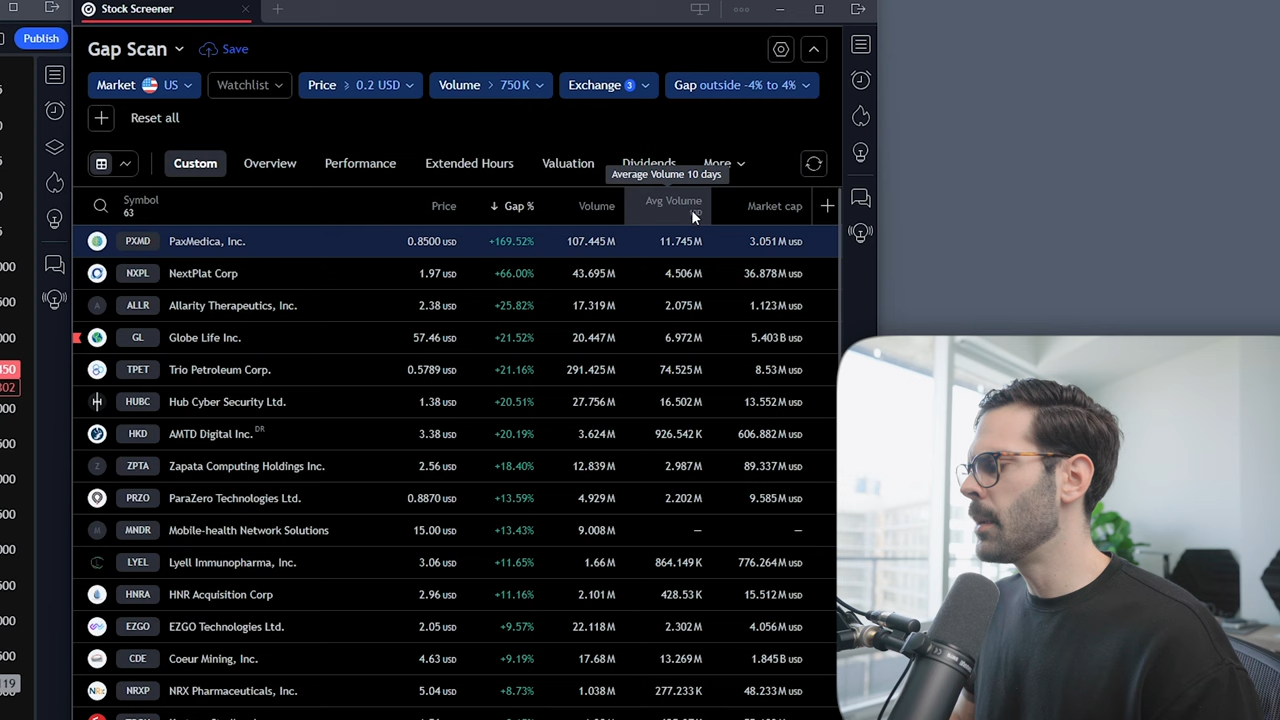 Stock Screener
Publish
Gap Scan
Save
Market US
Watchlist
Price > 0.2 USD
Volume > 750 K
Exchange 3
Gap outside -4% to 4%
Reset all
Custom Overview Performance Extended Hours Valuation Dividends More
Average Volume 10 days
Symbol
63
Price Gap % Volume Avg Volume Market cap
PXMD PaxMedica, Inc. 0.8500 USD +169.52% 107.445 M 11.745 M 3.051 M USD
NXPL NextPlat Corp 1.97 USD +66.00% 43.695 M 4.506 M 36.878 M USD
A ALLR Allarity Therapeutics, Inc. 2.38 USD +25.82% 17.319 M 2.075 M 1.123 M USD
GL Globe Life Inc. 57.46 USD +21.52% 20.447 M 6.972 M 5.403 B USD
TPET Trio Petroleum Corp. 0.5789 USD +21.16% 291.425 M 74.525 M 8.53 M USD
HUBC Hub Cyber Security Ltd. 1.38 USD +20.51% 27.756 M 16.502 M 13.552 M USD
HKD AMTD Digital Inc. DR 3.38 USD +20.19% 3.624 M 926.542 K 606.882 M USD
Z ZPTA Zapata Computing Holdings Inc. 2.56 USD +18.40% 12.839 M 2.987 M 89.337 M USD
PRZO ParaZero Technologies Ltd. 0.8870 USD +13.59% 4.929 M 2.202 M 9.585 M USD
M MNDR Mobile-health Network Solutions 15.00 USD +13.43% 9.008 M — —
LYEL Lyell Immunopharma, Inc. 3.06 USD +11.65% 1.66 M 864.149 K 776.264 M USD
HNRA HNR Acquisition Corp 2.96 USD +11.16% 2.101 M 428.53 K 15.512 M USD
EZGO EZGO Technologies Ltd. 2.05 USD +9.57% 22.118 M 2.302 M 4.056 M USD
CDE Coeur Mining, Inc. 4.63 USD +9.19% 17.68 M 13.269 M 1.845 B USD
NRX NRXP NRX Pharmaceuticals, Inc. 5.04 USD +8.73% 1.038 M 277.233 K 48.233 M USD